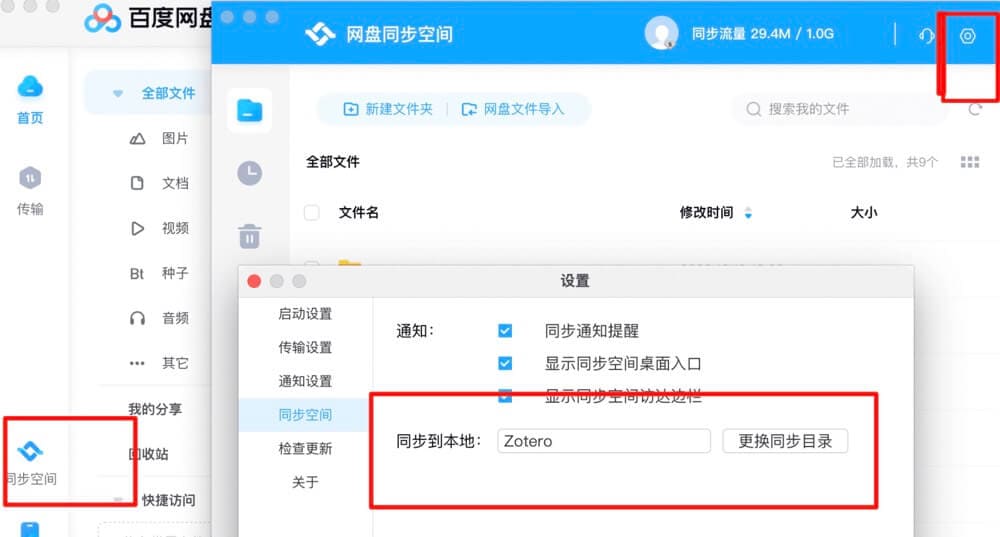 百度网盘
网盘同步空间
同步流量 29.4M / 1.0G
首页
传输
同步空间
全部文件
图片
文档
视频
Bt 种子
音频
其它
我的分享
回收站
快捷访问
新建文件夹
网盘文件导入
搜索我的文件
全部文件
已全部加载，共9个
文件名
修改时间
大小
设置
启动设置
传输设置
通知设置
同步空间
检查更新
关于
通知：
同步通知提醒
显示同步空间桌面入口
显示同步空间访达边栏
同步到本地：
Zotero
更换同步目录